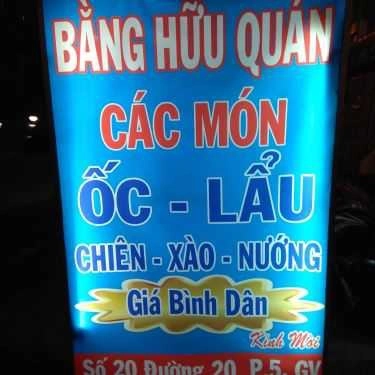 BẰNG HỮU QUÁN
CÁC MÓN
ỐC - LẨU
CHIÊN - XÀO - NƯỚNG
Giá Bình Dân
Kính Mời
Số 20 Đường 20, P.5, GV